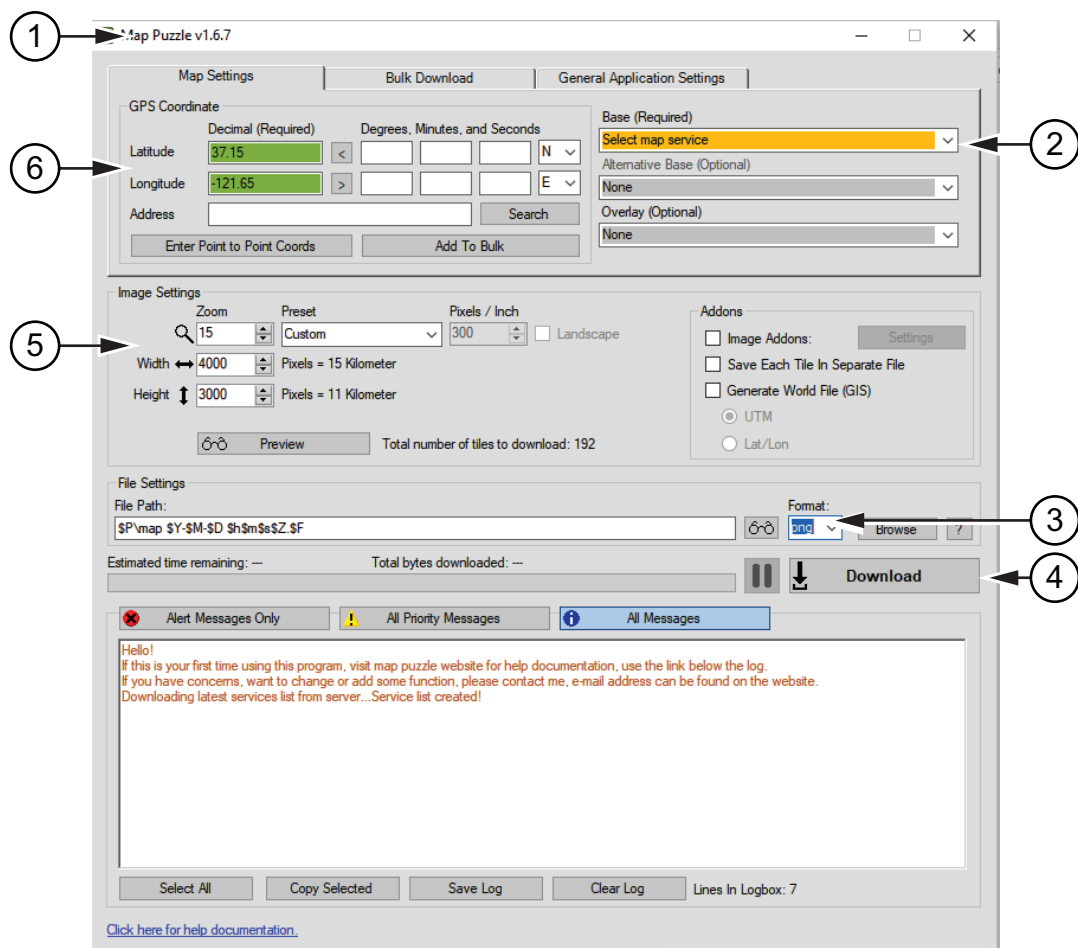 1
Map Puzzle v1.6.7
Map Settings
Bulk Download
General Application Settings
GPS Coordinate
Decimal (Required)
Degrees, Minutes, and Seconds
Latitude
37.15
<
N
Longitude
-121.65
>
E
Address
Search
Enter Point to Point Coords
Add To Bulk
6
Base (Required)
Select map service
2
Alternative Base (Optional)
None
Overlay (Optional)
None
Image Settings
Zoom
Preset
Pixels / Inch
15
Custom
300
Landscape
5
Width
4000
Pixels = 15 Kilometer
Height
3000
Pixels = 11 Kilometer
Preview
Total number of tiles to download: 192
Addons
Image Addons:
Settings
Save Each Tile In Separate File
Generate World File (GIS)
UTM
Lat/Lon
File Settings
File Path:
Format:
$P\map $Y-$M-$D $h$m$s$Z.$F
png
Browse
?
3
Estimated time remaining: ---
Total bytes downloaded: ---
Download
4
Alert Messages Only
All Priority Messages
All Messages
Hello!
If this is your first time using this program, visit map puzzle website for help documentation, use the link below the log.
If you have concerns, want to change or add some function, please contact me, e-mail address can be found on the website.
Downloading latest services list from server...Service list created!
Select All
Copy Selected
Save Log
Clear Log
Lines In Logbox: 7
Click here for help documentation.